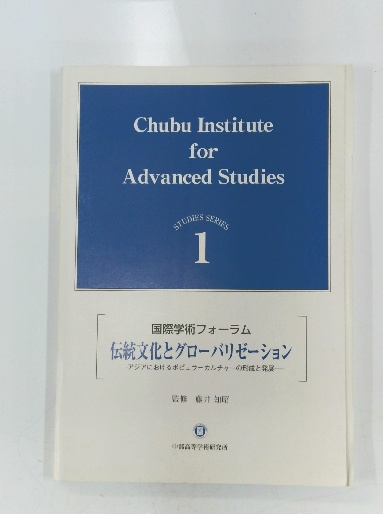 Chubu Institute
for
Advanced Studies
STUDIES SERIES
1
国際学術フォーラム
伝統文化とグローバリゼーション
―アジアにおけるポピュラーカルチャーの形成と発展―
監修 藤井知昭
中部高等学術研究所